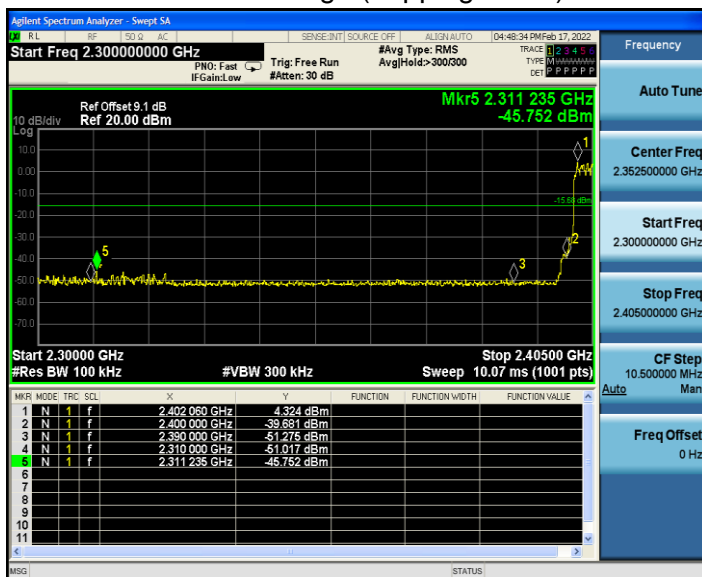 Agilent Spectrum Analyzer - Swept SA
RL RF 50 Ω AC SENSE:INT SOURCE OFF ALIGN AUTO 04:48:34 PM Feb 17, 2022
Start Freq 2.300000000 GHz
PNO: Fast
IFGain:Low
Trig: Free Run
#Atten: 30 dB
#Avg Type: RMS
Avg|Hold:>300/300
TRACE 1 2 3 4 5 6
TYPE M WWWWW
DET P P P P P P
Frequency
Auto Tune
Center Freq
2.352500000 GHz
Start Freq
2.300000000 GHz
Stop Freq
2.405000000 GHz
CF Step
10.500000 MHz
Auto Man
Freq Offset
0 Hz
Mkr5 2.311 235 GHz
-45.752 dBm
Ref Offset 9.1 dB
10 dB/div Ref 20.00 dBm
Log
10.0
0.00
-10.0
-20.0
-30.0
-40.0
-50.0
-60.0
-70.0
1
-15.68 dBm
2
5
3
Start 2.30000 GHz Stop 2.40500 GHz
#Res BW 100 kHz #VBW 300 kHz Sweep 10.07 ms (1001 pts)
MKR MODE TRC SCL X Y FUNCTION FUNCTION WIDTH FUNCTION VALUE
1 N 1 f 2.402 060 GHz 4.324 dBm
2 N 1 f 2.400 000 GHz -39.681 dBm
3 N 1 f 2.390 000 GHz -51.275 dBm
4 N 1 f 2.310 000 GHz -51.017 dBm
5 N 1 f 2.311 235 GHz -45.752 dBm
6
7
8
9
10
11
MSG STATUS